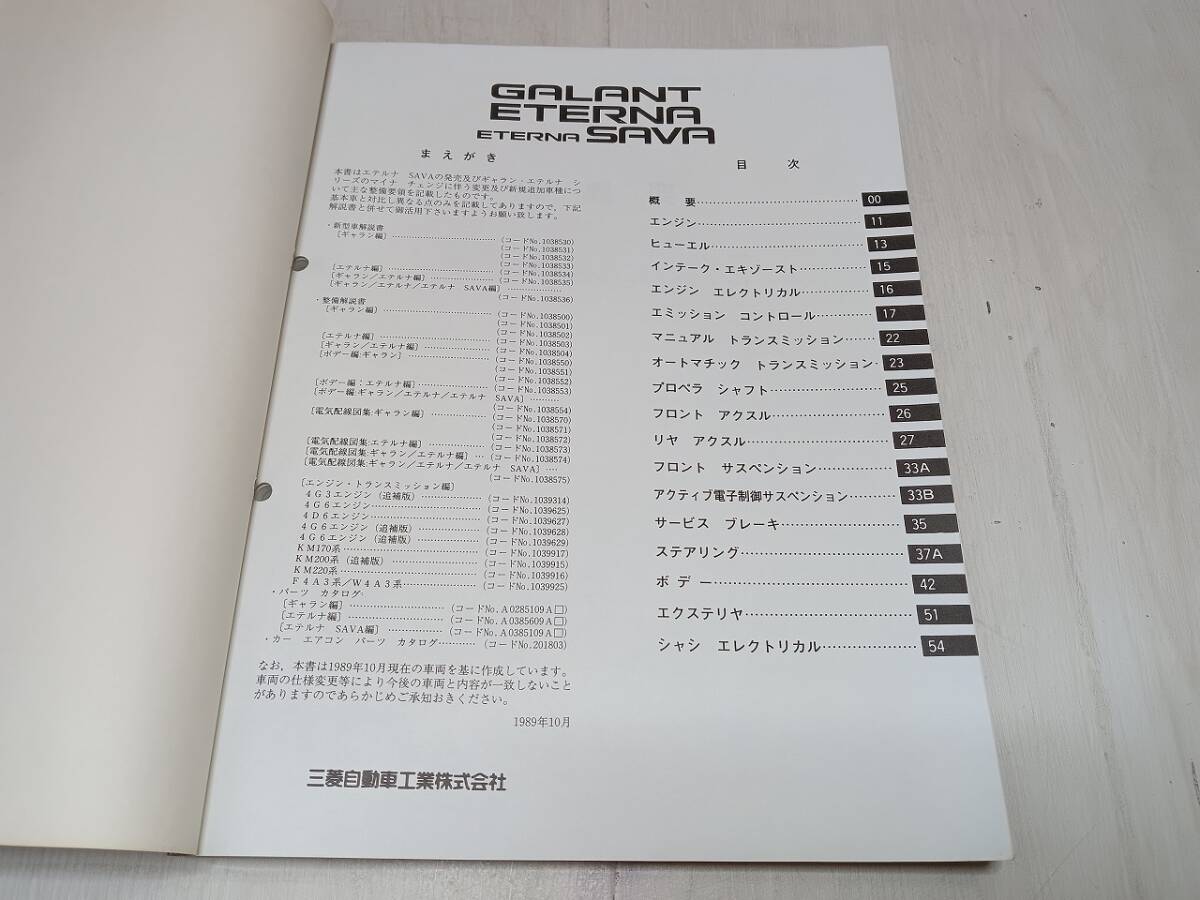 GALANT
ETERNA
ETERNA SAVA
まえがき
本書はエテルナ SAVAの発売及びギャラン・エテルナ シ
リーズのマイナ チェンジに伴う変更及び新規追加車種につ
いて主な整備要領を記載したものです。
基本車と対比し異なる点のみを記載してありますので，下記
解説書と併せて御活用下さいますようお願い致します。
・新型車解説書
［ギャラン編］……………………………（コードNo.1038530）
（コードNo.1038531）
（コードNo.1038532）
（コードNo.1038533）
［エテルナ編］……………………………（コードNo.1038534）
［ギャラン／エテルナ編］………………（コードNo.1038535）
［ギャラン／エテルナ／エテルナ SAVA編］………………
（コードNo.1038536）
・整備解説書
［ギャラン編］……………………………（コードNo.1038500）
（コードNo.1038501）
（コードNo.1038502）
［エテルナ編］……………………………（コードNo.1038503）
［ギャラン／エテルナ編］………………（コードNo.1038504）
［ボデー編:ギャラン］……………………（コードNo.1038550）
（コードNo.1038551）
（コードNo.1038552）
［ボデー編：エテルナ編］………………（コードNo.1038553）
［ボデー編:ギャラン／エテルナ／エテルナ SAVA］………
（コードNo.1038554）
［電気配線図集:ギャラン編］……………（コードNo.1038570）
（コードNo.1038571）
（コードNo.1038572）
［電気配線図集:エテルナ編］……………（コードNo.1038573）
［電気配線図集:ギャラン／エテルナ編］…（コードNo.1038574）
［電気配線図集:ギャラン／エテルナ／エテルナ SAVA］…
（コードNo.1038575）
［エンジン・トランスミッション編］
4G3エンジン（追補版）………………（コードNo.1039314）
4G6エンジン……………………………（コードNo.1039625）
4D6エンジン……………………………（コードNo.1039627）
4G6エンジン（追補版）………………（コードNo.1039628）
4G6エンジン（追補版）………………（コードNo.1039629）
KM170系…………………………………（コードNo.1039917）
KM200系（追補版）……………………（コードNo.1039915）
KM220系…………………………………（コードNo.1039916）
F4A3系／W4A3系……………………（コードNo.1039925）
・パーツ カタログ
［ギャラン編］……………………（コードNo.A0285109A□）
［エテルナ編］……………………（コードNo.A0385609A□）
［エテルナ SAVA編］……………（コードNo.A0385109A□）
・カー エアコン パーツ カタログ………（コードNo.201803）
なお，本書は1989年10月現在の車両を基に作成しています。
車両の仕様変更等により今後の車両と内容が一致しないこと
がありますのであらかじめご承知おきください。
1989年10月
三菱自動車工業株式会社
目 次
概 要……………………… 00
エンジン……………………… 11
ヒューエル……………………… 13
インテーク・エキゾースト……………… 15
エンジン エレクトリカル……………… 16
エミッション コントロール…………… 17
マニュアル トランスミッション……… 22
オートマチック トランスミッション… 23
プロペラ シャフト……………………… 25
フロント アクスル……………………… 26
リヤ アクスル……………………… 27
フロント サスペンション……………… 33A
アクティブ電子制御サスペンション…… 33B
サービス ブレーキ……………………… 35
ステアリング……………………… 37A
ボデー……………………… 42
エクステリヤ……………………… 51
シャシ エレクトリカル……………… 54